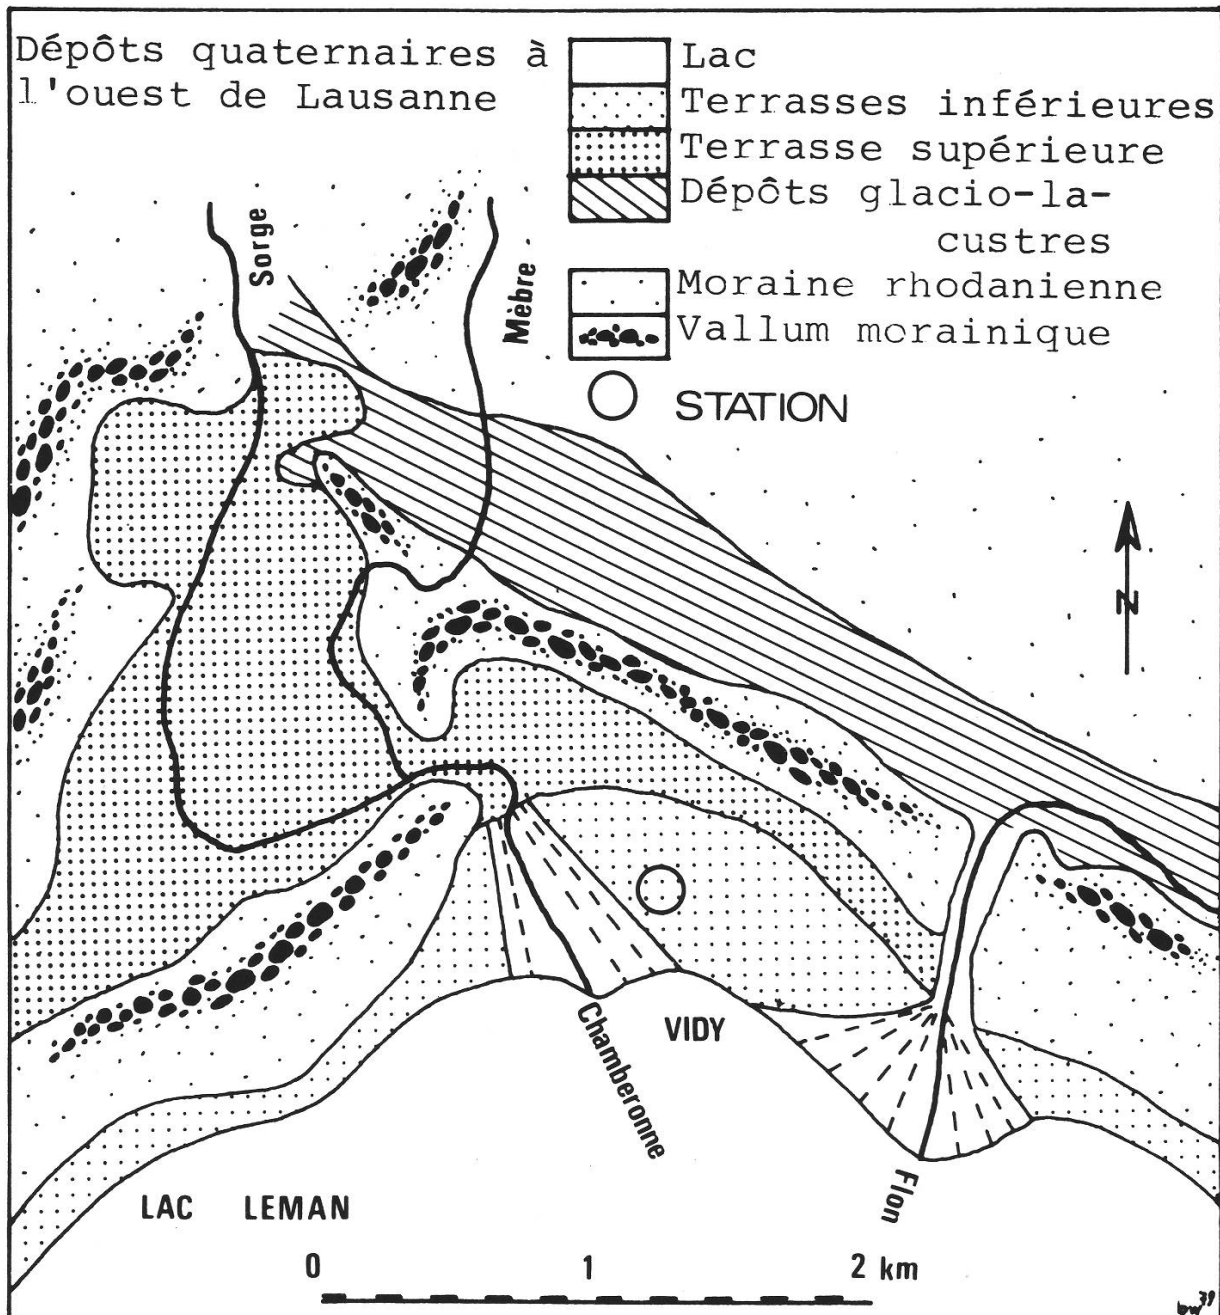 Dépôts quaternaires à
l'ouest de Lausanne
Lac
Terrasses inférieures
Terrasse supérieure
Dépôts glacio-la-
custres
Moraine rhodanienne
Vallum morainique
STATION
Sorge
Mèbre
N
Chamberonne
VIDY
Flon
LAC LEMAN
0 1 2 km